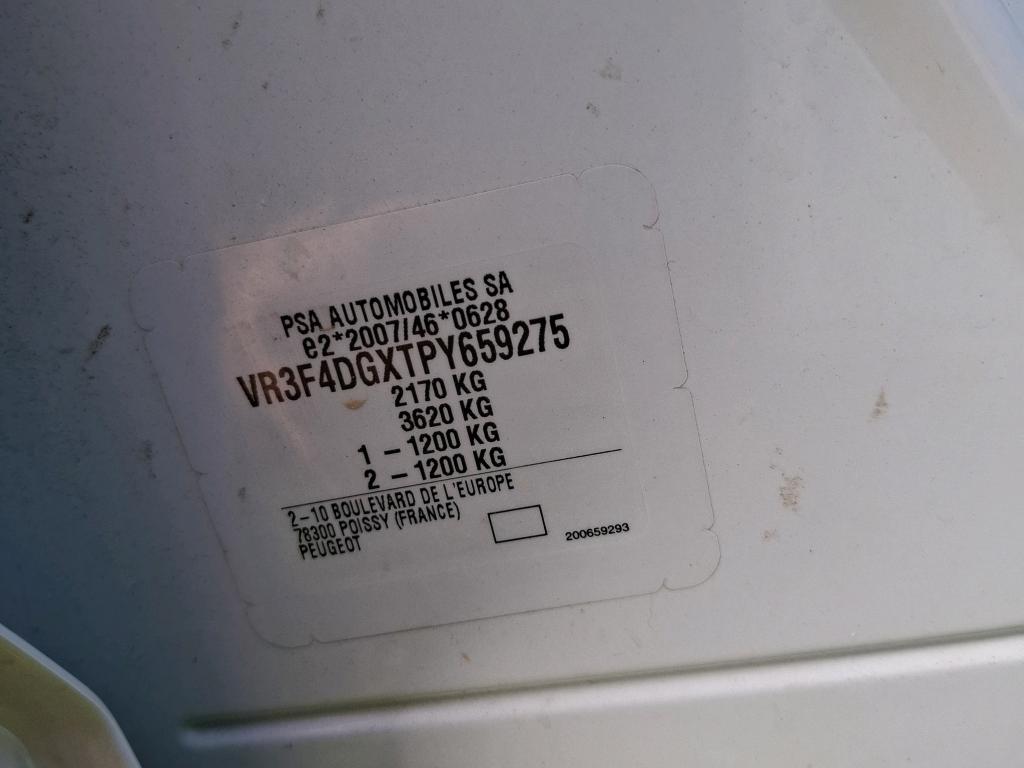 PSA AUTOMOBILES SA
e2*2007/46*0628
VR3F4DGXTPY659275
2170 KG
3620 KG
1 - 1200 KG
2 - 1200 KG
2-10 BOULEVARD DE L'EUROPE
78300 POISSY (FRANCE)
PEUGEOT
200659293